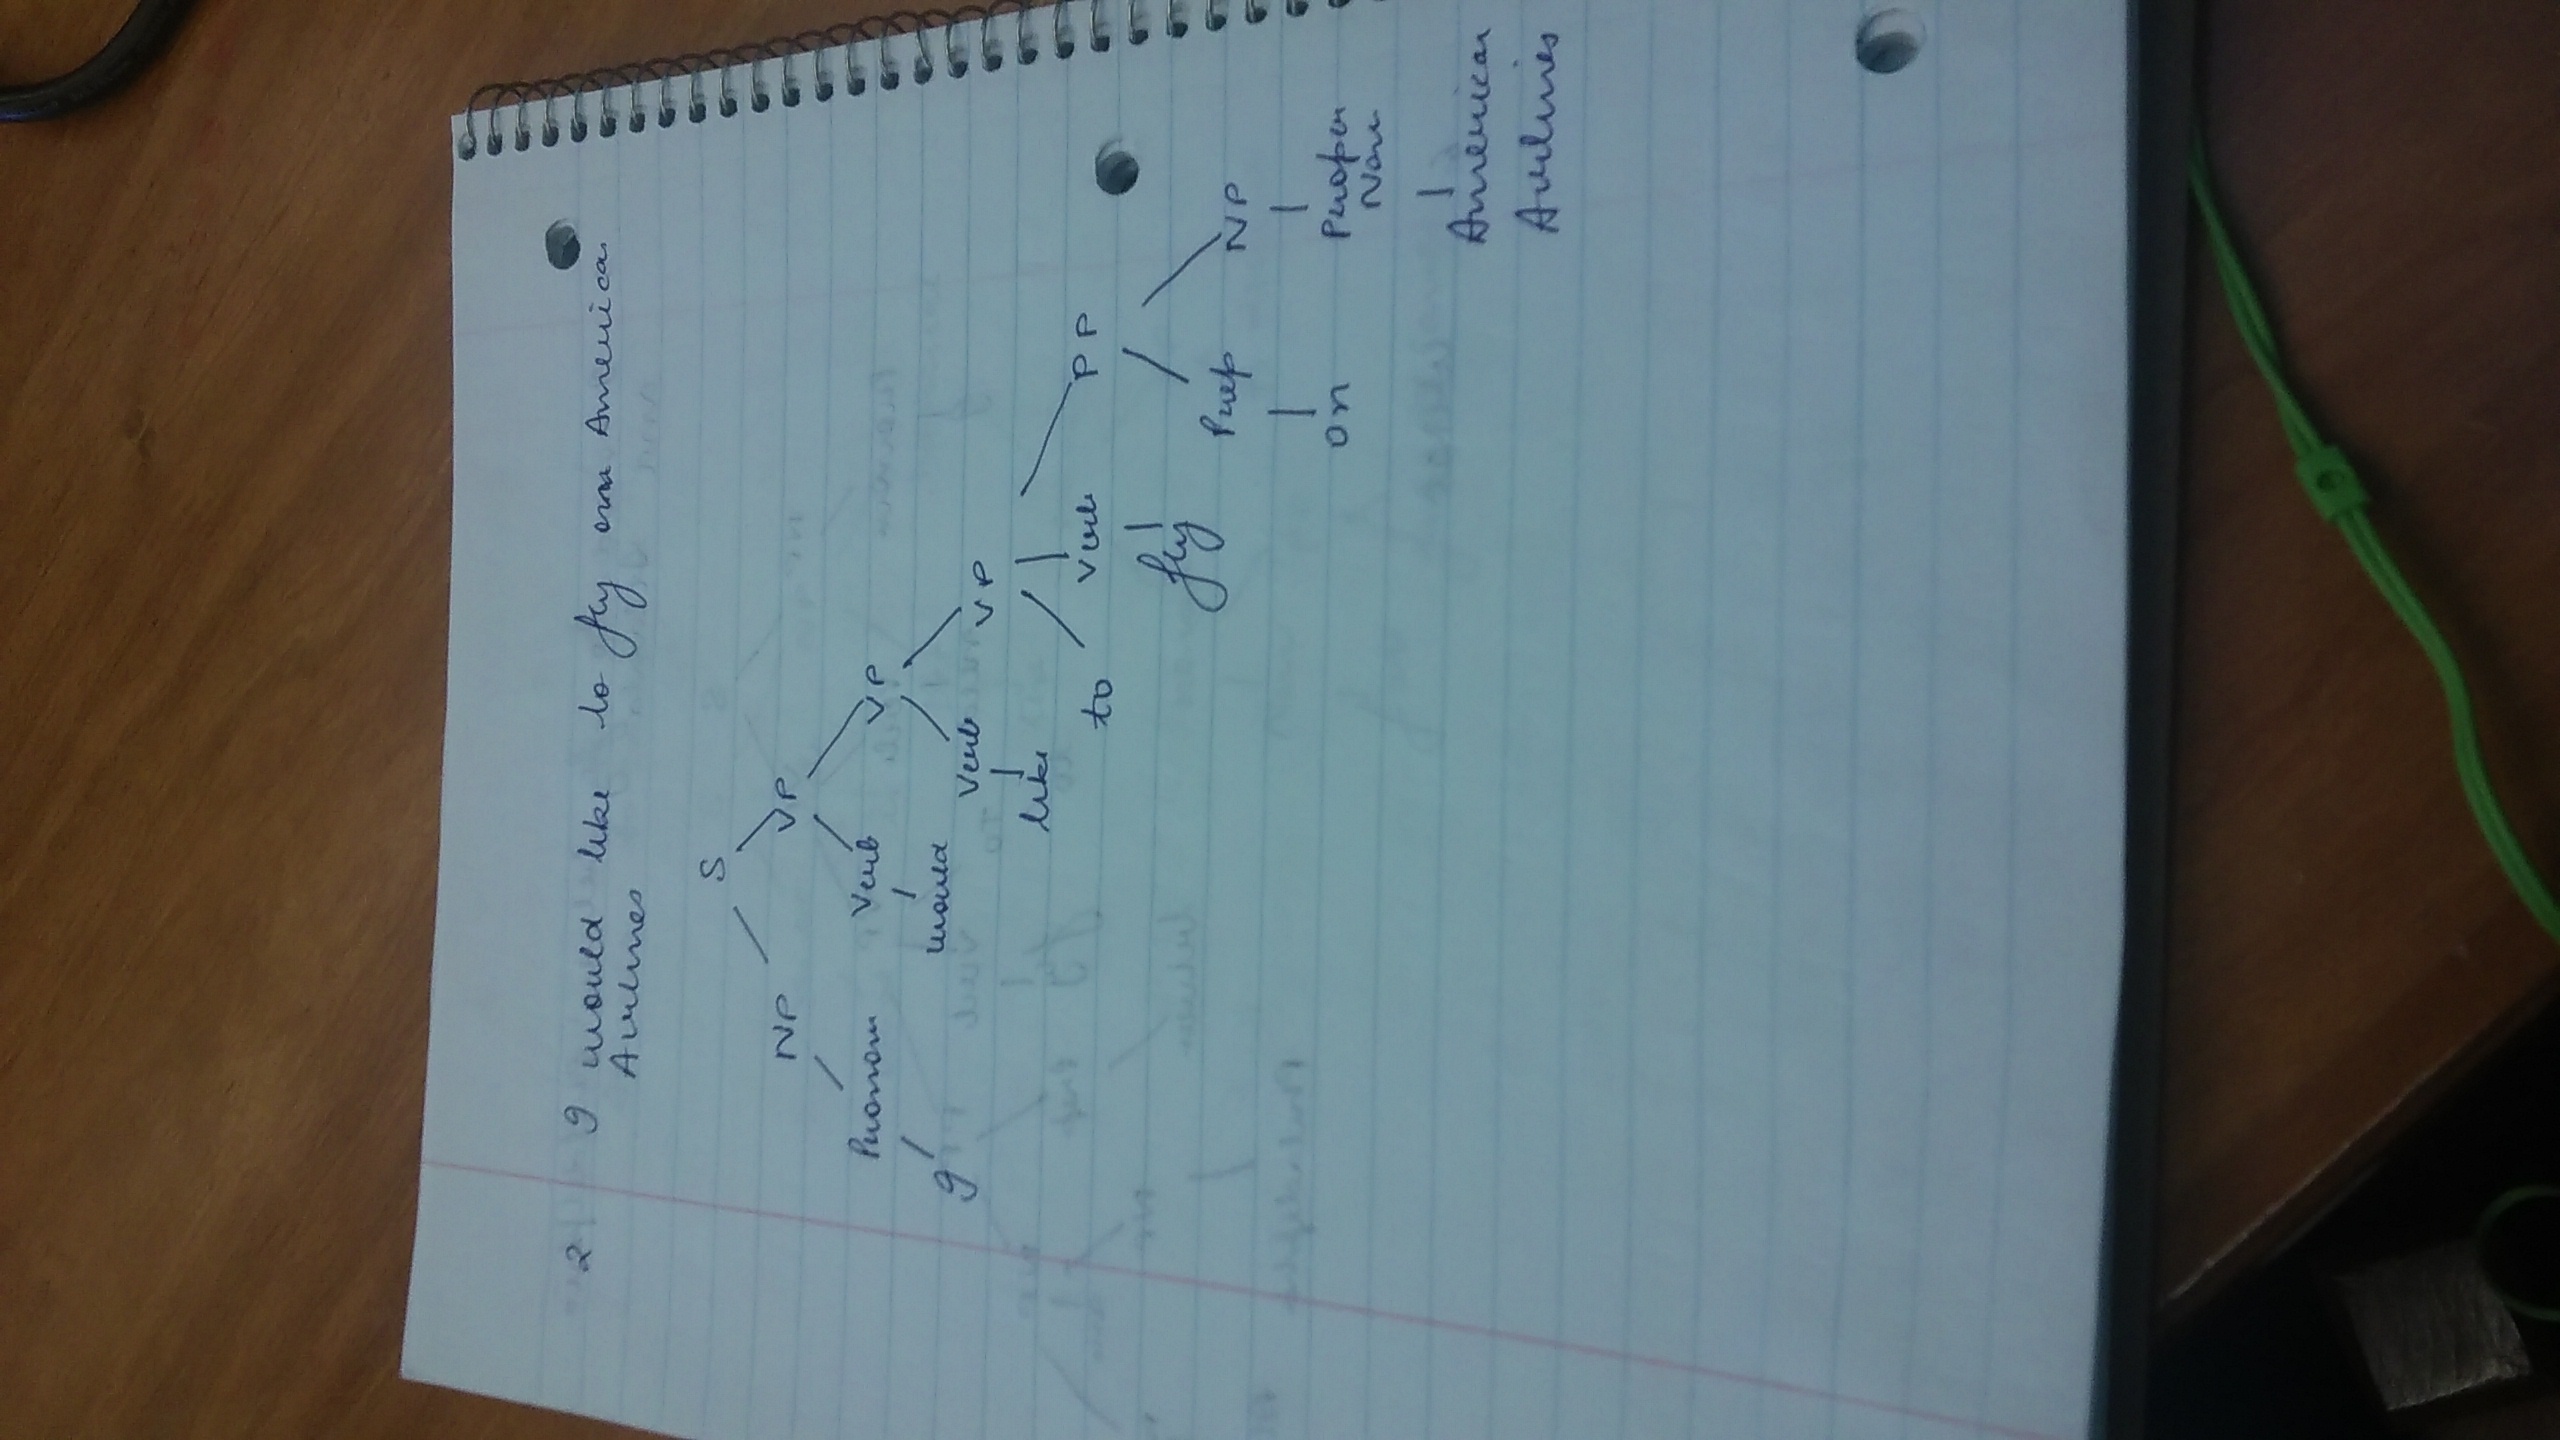 2 I would like to fly on American
Airlines
S
NP VP
Pronoun Verb VP
I would
Verb VP
like
to Verb PP
fly
Prep NP
on Proper
Noun
American
Airlines